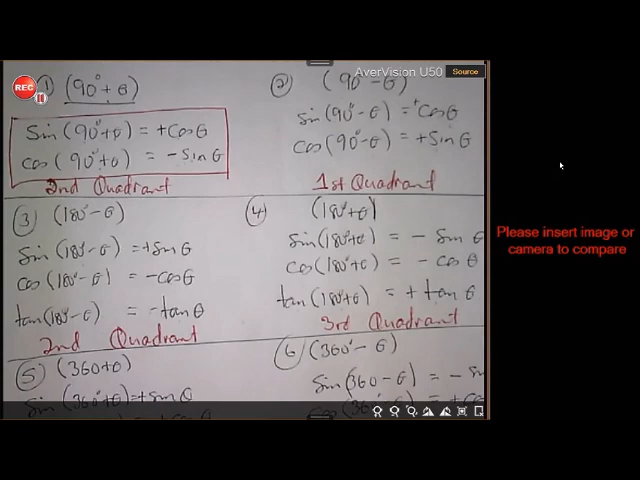 AverVision U50
Source
REC
① (90° + θ)
sin(90°+θ) = +cosθ
cos(90°+θ) = -sinθ
2nd Quadrant
② (90° - θ)
sin(90°-θ) = +cosθ
cos(90°-θ) = +sinθ
1st Quadrant
③ (180° - θ)
sin(180°-θ) = +sinθ
cos(180°-θ) = -cosθ
tan(180°-θ) = -tanθ
2nd Quadrant
④ (180°+θ)
sin(180°+θ) = - sinθ
cos(180°+θ) = - cosθ
tan(180°+θ) = + tanθ
3rd Quadrant
⑤ (360+θ)
sin(360°+θ)=+sinθ
⑥ (360° - θ)
sin(360-θ) = - sin
Please insert image or
camera to compare